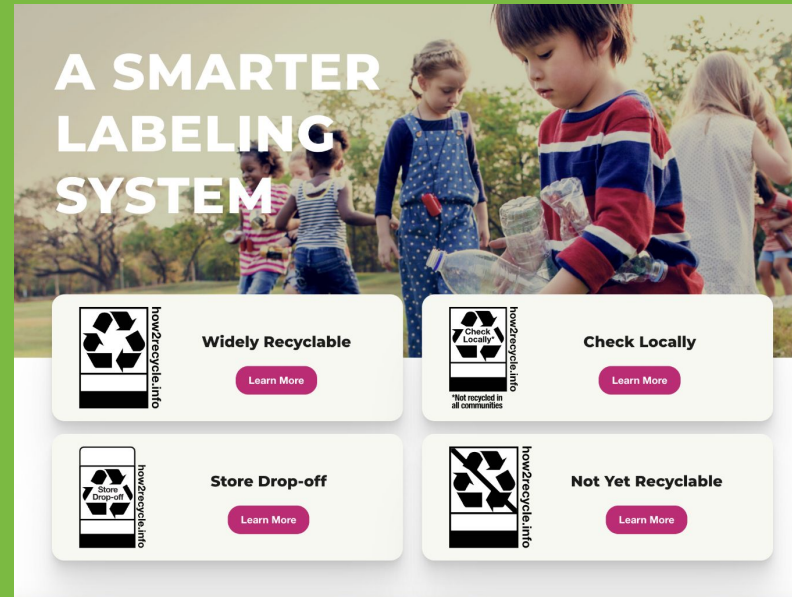 A SMARTER
LABELING
SYSTEM
how2recycle.info
Widely Recyclable
Learn More
Check
Locally*
*Not recycled in
all communities
how2recycle.info
Check Locally
Learn More
Store
Drop-off
how2recycle.info
Store Drop-off
Learn More
how2recycle.info
Not Yet Recyclable
Learn More